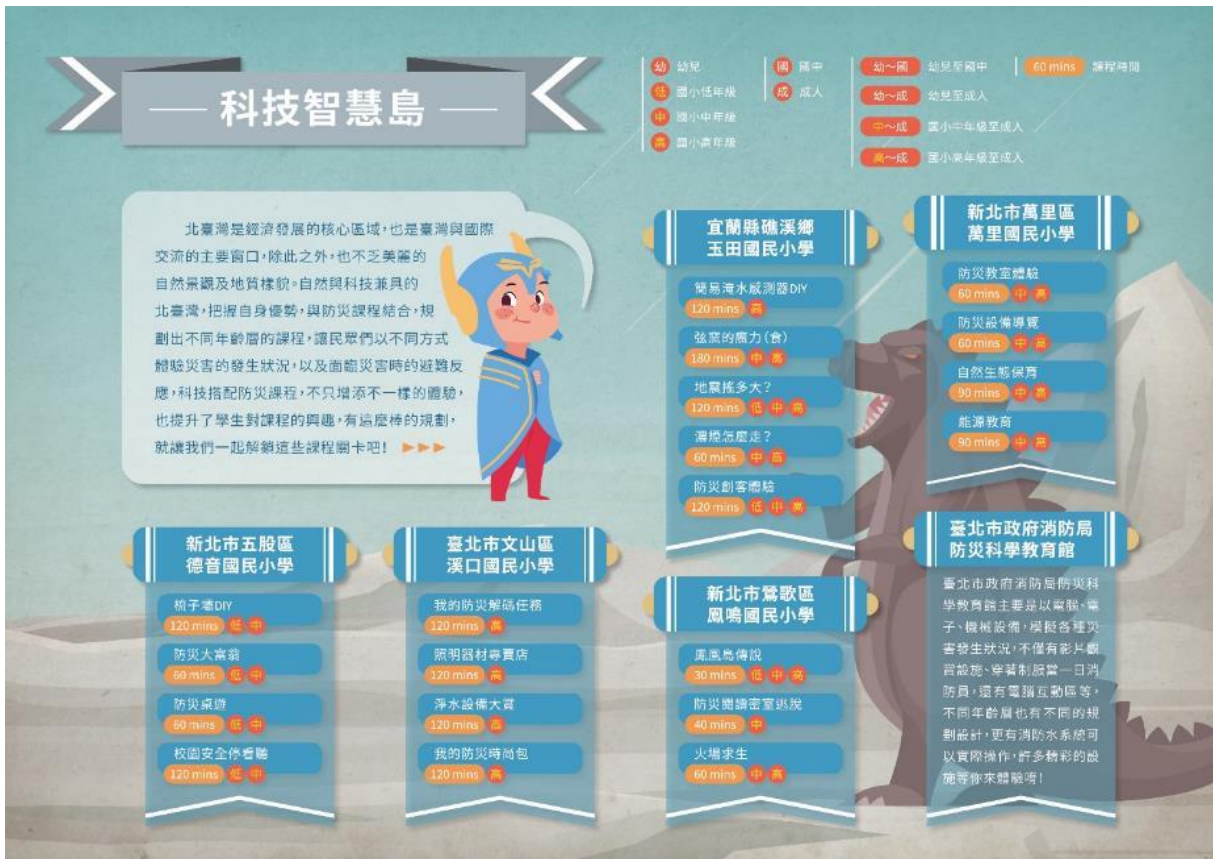 科技智慧島
幼 幼兒
低 國小低年級
中 國小中年級
高 國小高年級
國 國中
成 成人
幼～國 幼兒至國中
幼～成 幼兒至成人
中～成 國小中年級至成人
高～成 國小高年級至成人
60 mins 課程時間
北臺灣是經濟發展的核心區域，也是臺灣與國際
交流的主要窗口，除此之外，也不乏美麗的
自然景觀及地質樣貌。自然與科技兼具的
北臺灣，把握自身優勢，與防災課程結合，規
劃出不同年齡層的課程，讓民眾們以不同方式
體驗災害的發生狀況，以及面臨災害時的避難反
應，科技搭配防災課程，不只增添不一樣的體驗，
也提升了學生對課程的興趣，有這麼棒的規劃，
就讓我們一起解鎖這些課程關卡吧！
宜蘭縣礁溪鄉
玉田國民小學
簡易淹水感測器DIY
120 mins 高
弦窯的魔力（食）
180 mins 中 高
地震搖多大？
120 mins 低 中 高
濃煙怎麼走？
60 mins 中 高
防災創客體驗
120 mins 低 中 高
新北市萬里區
萬里國民小學
防災教室體驗
60 mins 中 高
防災設備導覽
60 mins 中 高
自然生態保育
90 mins 中 高
能源教育
90 mins 中 高
新北市五股區
德音國民小學
梳子壩DIY
120 mins 低 中
防災大富翁
60 mins 低 中
防災桌遊
60 mins 低 中
校園安全停看聽
120 mins 低 中
臺北市文山區
溪口國民小學
我的防災解碼任務
120 mins 高
照明器材專賣店
120 mins 高
淨水設備大賞
120 mins 高
我的防災時尚包
120 mins 高
新北市鶯歌區
鳳鳴國民小學
鳳凰鳥傳說
30 mins 低 中 高
防災閱讀密室逃脫
40 mins 中
火場求生
60 mins 中 高
臺北市政府消防局
防災科學教育館
臺北市政府消防局防災科
學教育館主要是以電腦、電
子、機械設備，模擬各種災
害發生狀況，不僅有影片觀
賞設施、穿著制服當一日消
防員，還有電腦互動區等，
不同年齡層也有不同的規
劃設計，更有消防水系統可
以實際操作，許多精彩的設
施等你來體驗唷！